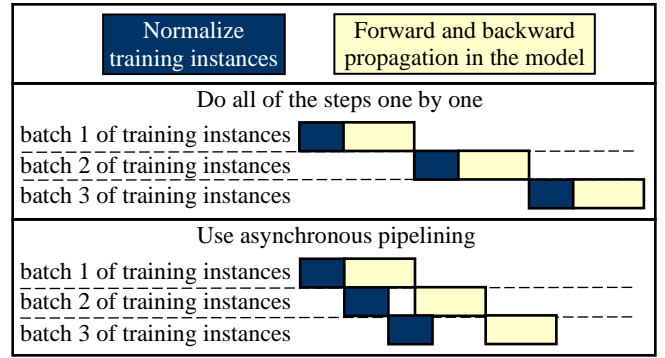 Normalize
training instances
Forward and backward
propagation in the model
Do all of the steps one by one
batch 1 of training instances
batch 2 of training instances
batch 3 of training instances
Use asynchronous pipelining
batch 1 of training instances
batch 2 of training instances
batch 3 of training instances